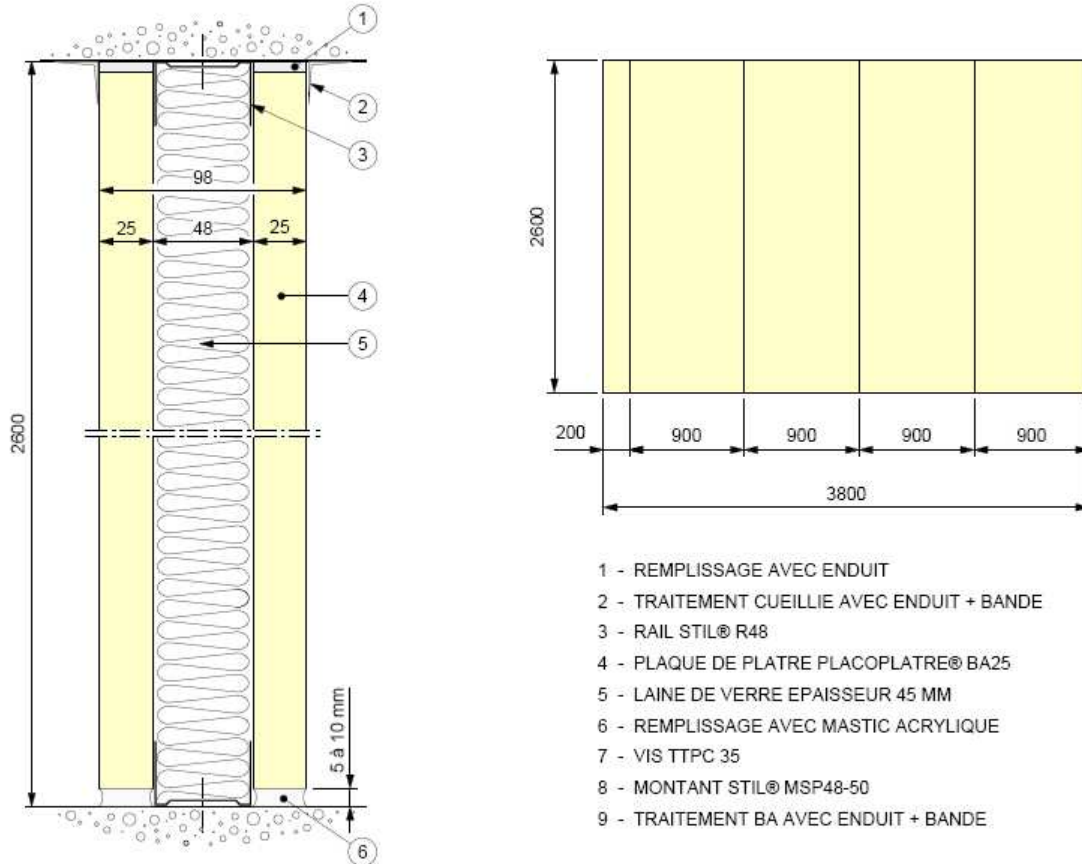 1
2
3
98
25 48 25
4
5
2600
5 à 10 mm
6
2600
200 900 900 900 900
3800
1 - REMPLISSAGE AVEC ENDUIT
2 - TRAITEMENT CUEILLIE AVEC ENDUIT + BANDE
3 - RAIL STIL® R48
4 - PLAQUE DE PLATRE PLACOPLATRE® BA25
5 - LAINE DE VERRE EPAISSEUR 45 MM
6 - REMPLISSAGE AVEC MASTIC ACRYLIQUE
7 - VIS TTPC 35
8 - MONTANT STIL® MSP48-50
9 - TRAITEMENT BA AVEC ENDUIT + BANDE